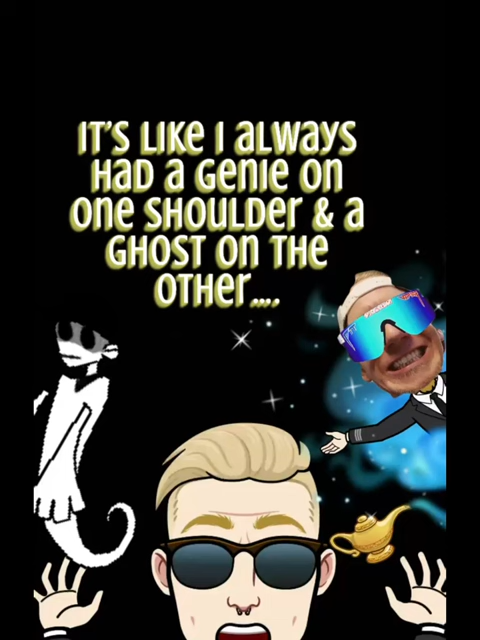 IT'S LIKE I ALWAYS
HAD A GENIE ON
ONE SHOULDER & A
GHOST ON THE
OTHER....